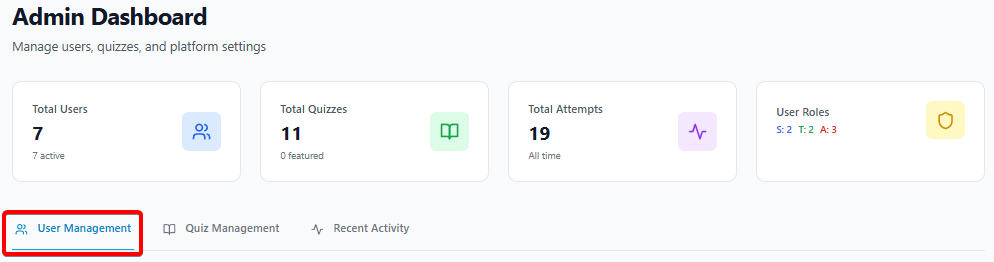 Admin Dashboard
Manage users, quizzes, and platform settings
Total Users
7
7 active
Total Quizzes
11
0 featured
Total Attempts
19
All time
User Roles
S: 2 T: 2 A: 3
User Management Quiz Management Recent Activity